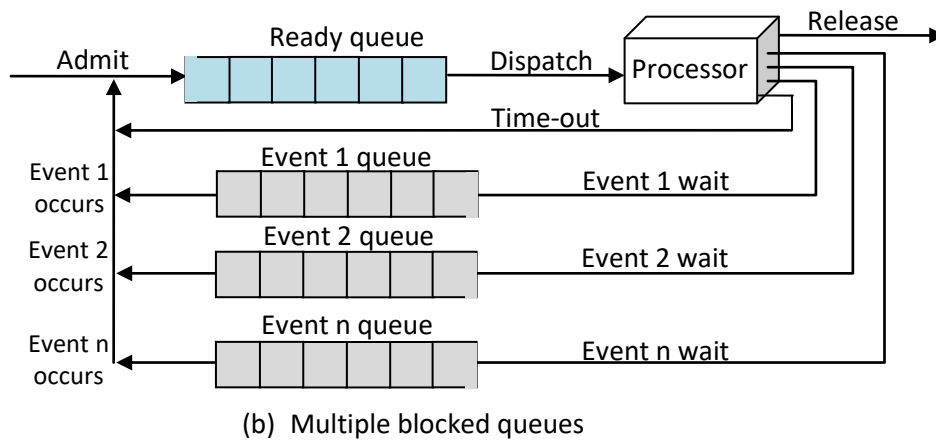 Release
Ready queue
Admit
Dispatch
Processor
Time-out
Event 1 queue
Event 1
occurs
Event 1 wait
Event 2 queue
Event 2
occurs
Event 2 wait
Event n queue
Event n
occurs
Event n wait
(b) Multiple blocked queues